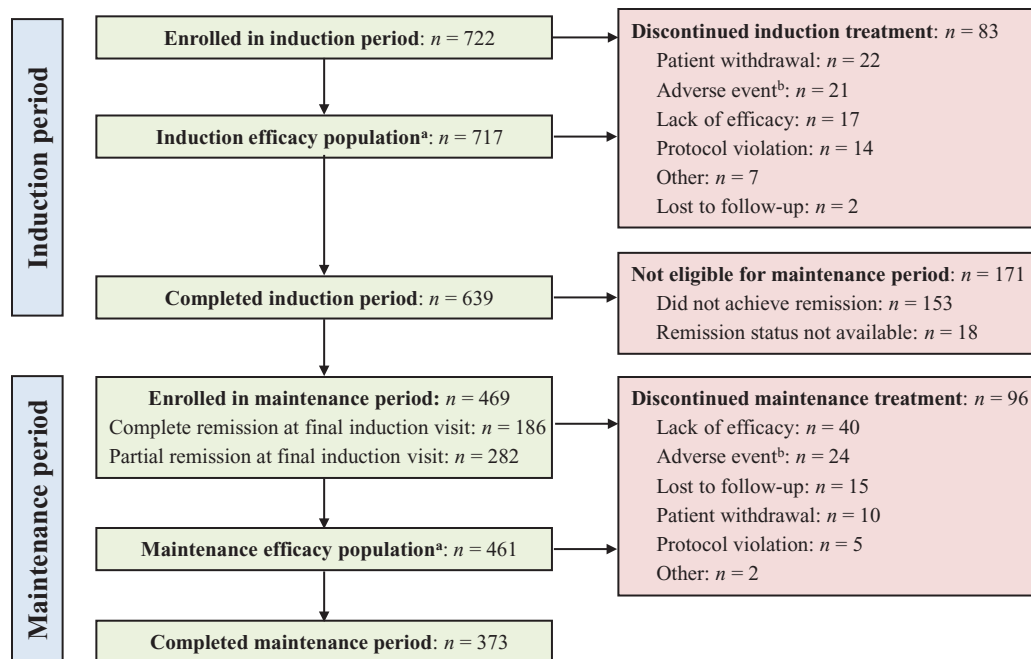 Induction period
Enrolled in induction period: n = 722
Discontinued induction treatment: n = 83
Patient withdrawal: n = 22
Adverse eventᵇ: n = 21
Lack of efficacy: n = 17
Protocol violation: n = 14
Other: n = 7
Lost to follow-up: n = 2
Induction efficacy populationᵃ: n = 717
Completed induction period: n = 639
Not eligible for maintenance period: n = 171
Did not achieve remission: n = 153
Remission status not available: n = 18
Maintenance period
Enrolled in maintenance period: n = 469
Complete remission at final induction visit: n = 186
Partial remission at final induction visit: n = 282
Discontinued maintenance treatment: n = 96
Lack of efficacy: n = 40
Adverse eventᵇ: n = 24
Lost to follow-up: n = 15
Patient withdrawal: n = 10
Protocol violation: n = 5
Other: n = 2
Maintenance efficacy populationᵃ: n = 461
Completed maintenance period: n = 373